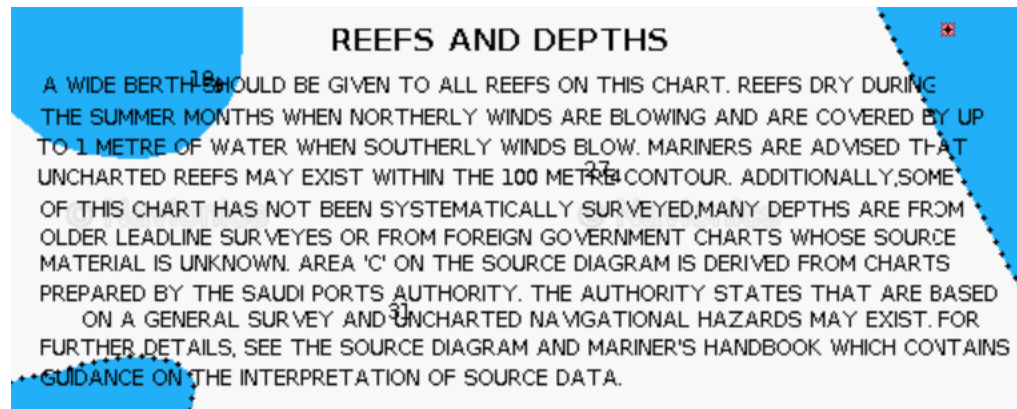 REEFS AND DEPTHS
A WIDE BERTH SHOULD BE GIVEN TO ALL REEFS ON THIS CHART. REEFS DRY DURING
THE SUMMER MONTHS WHEN NORTHERLY WINDS ARE BLOWING AND ARE COVERED BY UP
TO 1 METRE OF WATER WHEN SOUTHERLY WINDS BLOW. MARINERS ARE ADVISED THAT
UNCHARTED REEFS MAY EXIST WITHIN THE 100 METRE CONTOUR. ADDITIONALLY,SOME
OF THIS CHART HAS NOT BEEN SYSTEMATICALLY SURVEYED,MANY DEPTHS ARE FROM
OLDER LEADLINE SURVEYES OR FROM FOREIGN GOVERNMENT CHARTS WHOSE SOURCE
MATERIAL IS UNKNOWN. AREA 'C' ON THE SOURCE DIAGRAM IS DERIVED FROM CHARTS
PREPARED BY THE SAUDI PORTS AUTHORITY. THE AUTHORITY STATES THAT ARE BASED
ON A GENERAL SURVEY AND UNCHARTED NAVIGATIONAL HAZARDS MAY EXIST. FOR
FURTHER DETAILS, SEE THE SOURCE DIAGRAM AND MARINER'S HANDBOOK WHICH CONTAINS
GUIDANCE ON THE INTERPRETATION OF SOURCE DATA.